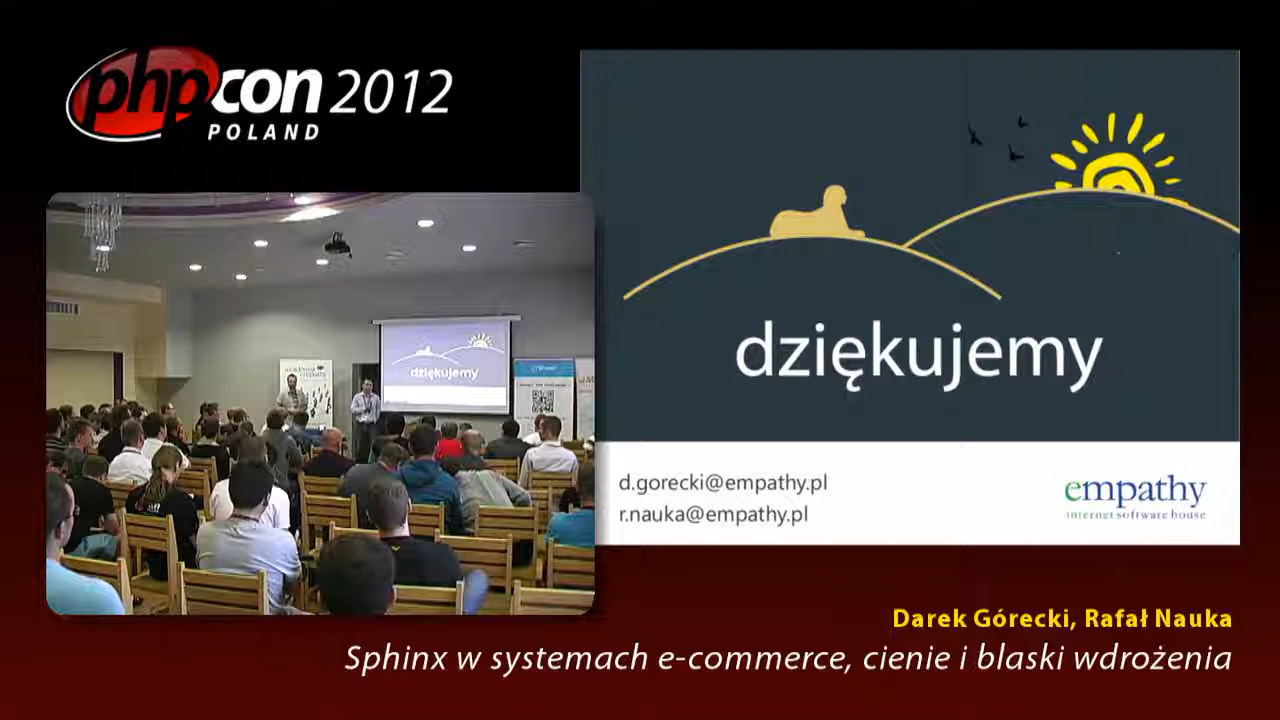 phpcon 2012
POLAND
dziękujemy
dziękujemy
d.gorecki@empathy.pl
r.nauka@empathy.pl
empathy
internet software house
Darek Górecki, Rafał Nauka
Sphinx w systemach e-commerce, cienie i blaski wdrożenia